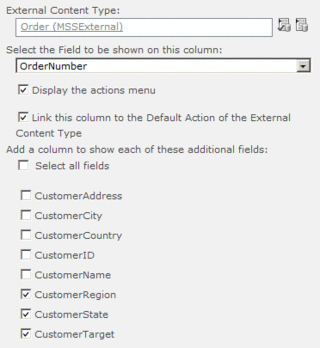 External Content Type:
Order (MSSExternal)
Select the Field to be shown on this column:
OrderNumber
Display the actions menu
Link this column to the Default Action of the External
Content Type
Add a column to show each of these additional fields:
Select all fields
CustomerAddress
CustomerCity
CustomerCountry
CustomerID
CustomerName
CustomerRegion
CustomerState
CustomerTarget